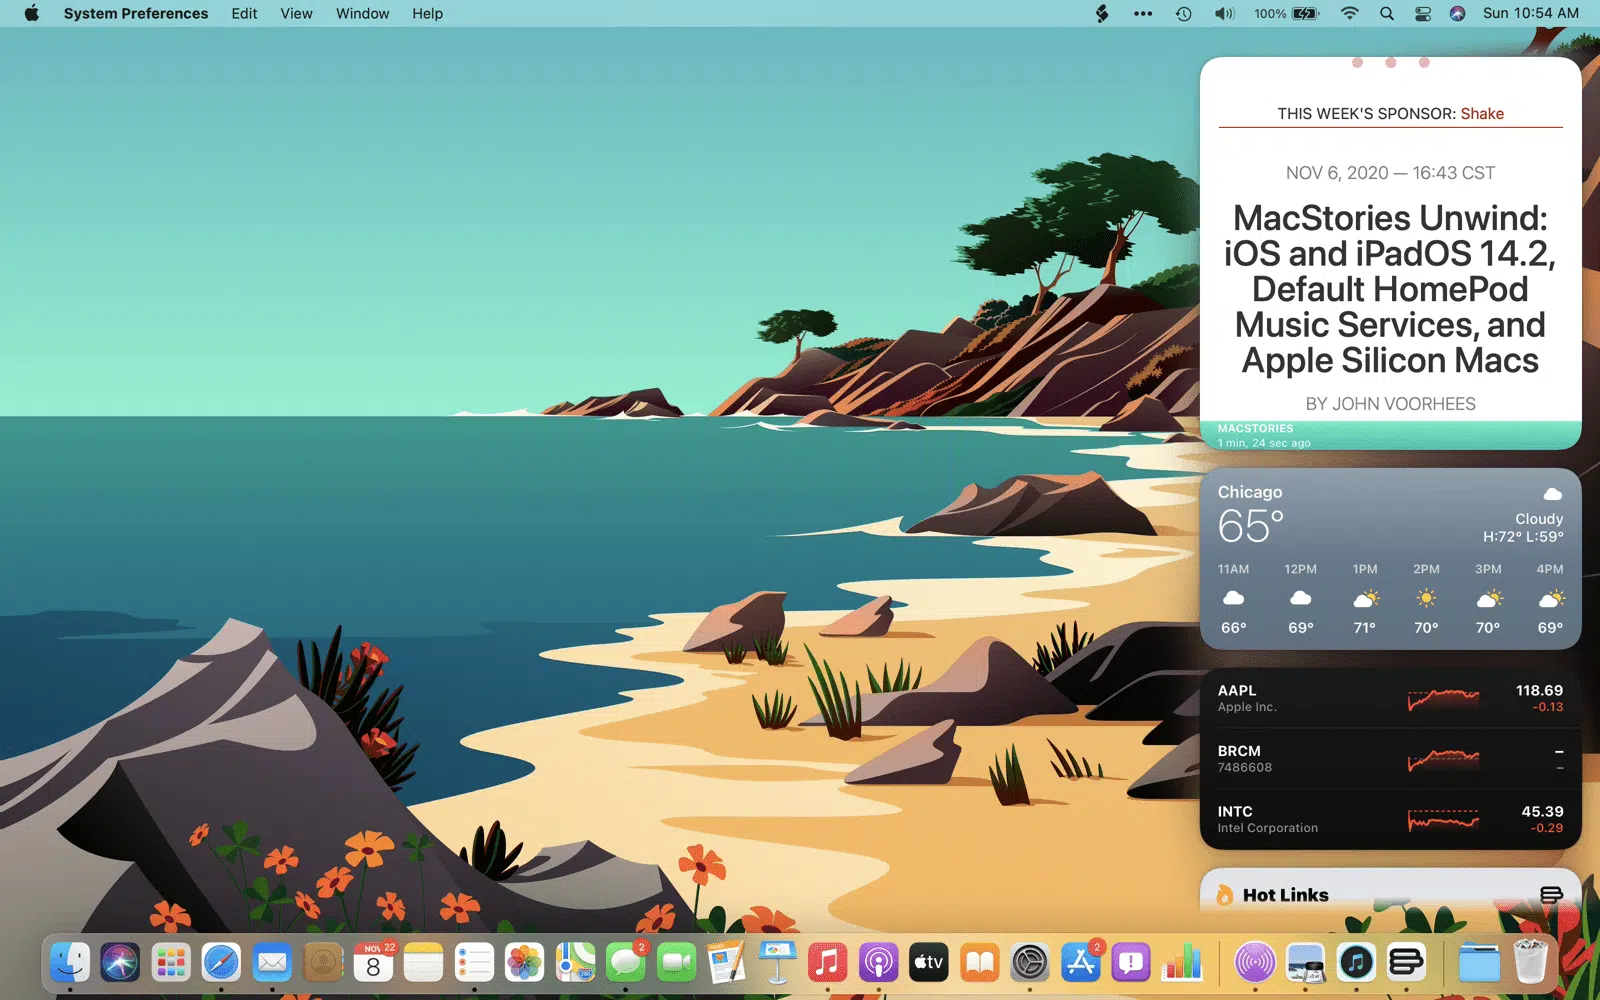 System Preferences Edit View Window Help
100% Sun 10:54 AM
THIS WEEK'S SPONSOR: Shake
NOV 6, 2020 — 16:43 CST
MacStories Unwind:
iOS and iPadOS 14.2,
Default HomePod
Music Services, and
Apple Silicon Macs
BY JOHN VOORHEES
MACSTORIES
1 min, 24 sec ago
Chicago
65°
Cloudy
H:72° L:59°
11AM 12PM 1PM 2PM 3PM 4PM
66° 69° 71° 70° 70° 69°
AAPL 118.69
Apple Inc. -0.13
BRCM –
7486608 –
INTC 45.39
Intel Corporation -0.29
Hot Links
NOV 22
8
2
tv
2